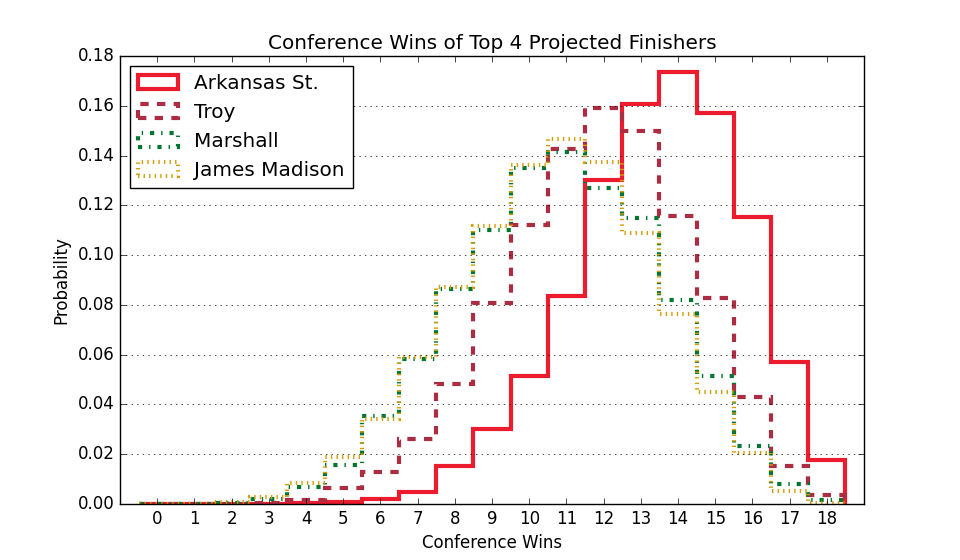 Conference Wins of Top 4 Projected Finishers
0.18
0.16
0.14
0.12
0.10
0.08
0.06
0.04
0.02
0.00
Probability
Arkansas St.
Troy
Marshall
James Madison
0 1 2 3 4 5 6 7 8 9 10 11 12 13 14 15 16 17 18
Conference Wins